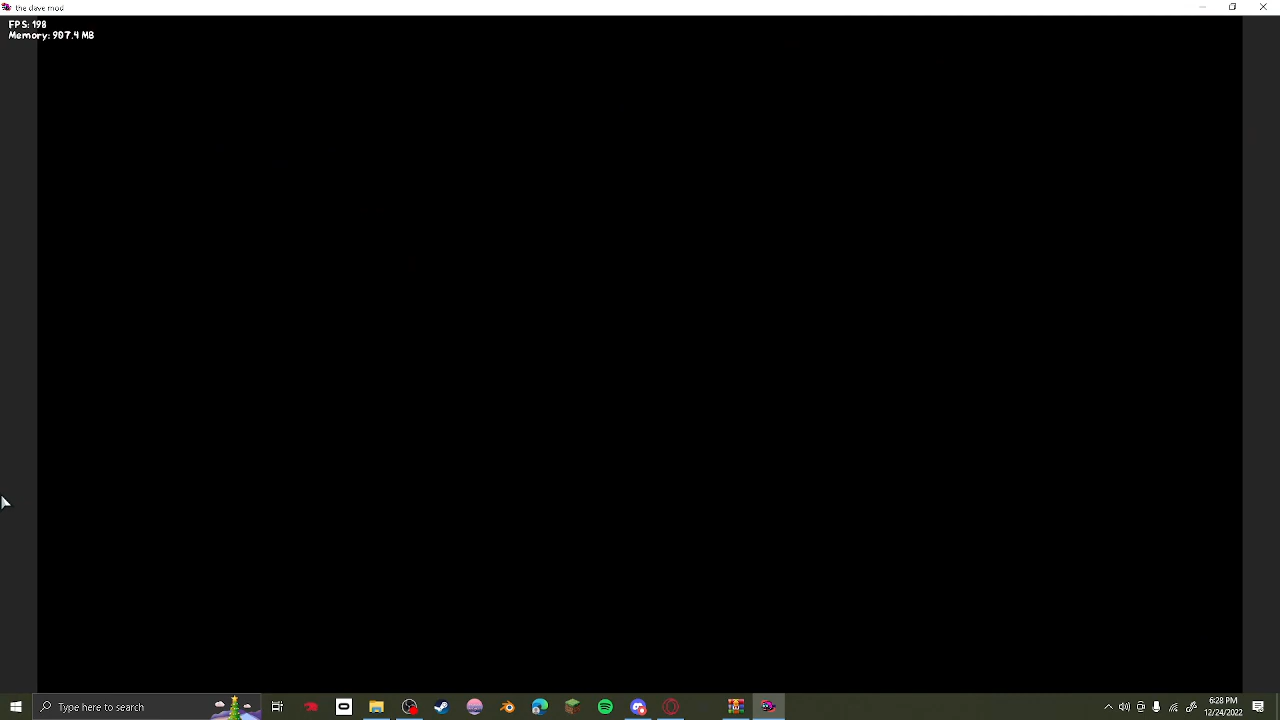 the dave mod
FPS: 198
Memory: 907.4 MB
Type here to search
6:28 PM
12/24/2022